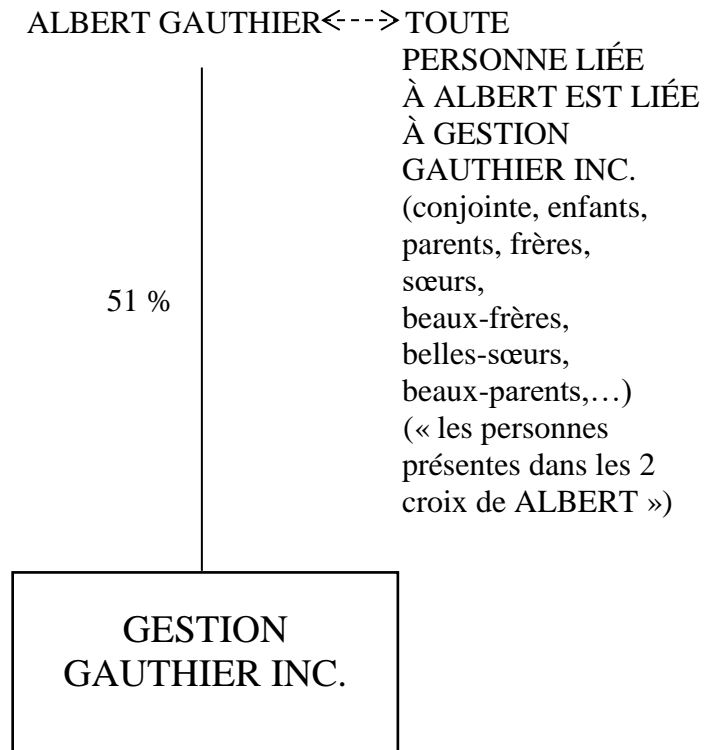 ALBERT GAUTHIER TOUTE
PERSONNE LIÉE
À ALBERT EST LIÉE
À GESTION
GAUTHIER INC.
(conjointe, enfants,
parents, frères,
sœurs,
beaux-frères,
belles-sœurs,
beaux-parents,…)
(« les personnes
présentes dans les 2
croix de ALBERT »)
51 %
GESTION
GAUTHIER INC.